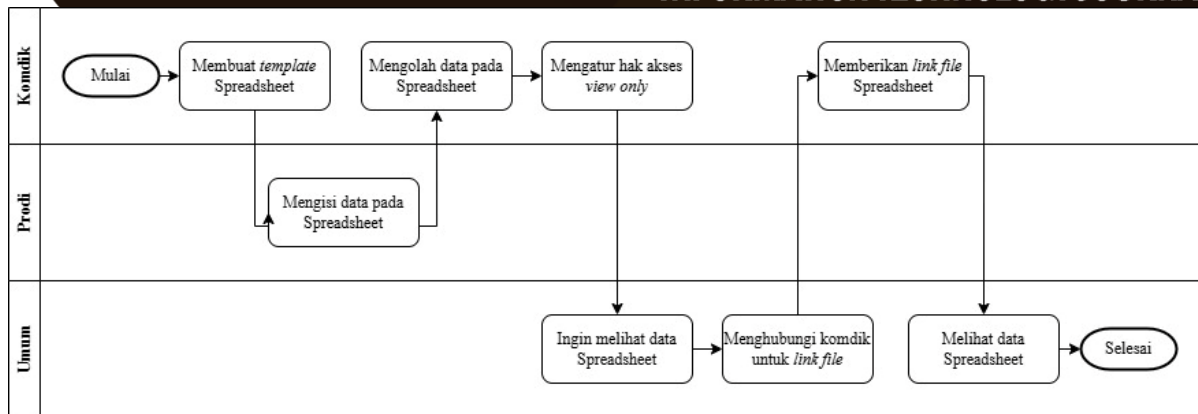 Komdik
Mulai
Membuat template
Spreadsheet
Mengolah data pada
Spreadsheet
Mengatur hak akses
view only
Memberikan link file
Spreadsheet
Prodi
Mengisi data pada
Spreadsheet
Umum
Ingin melihat data
Spreadsheet
Menghubungi komdik
untuk link file
Melihat data
Spreadsheet
Selesai